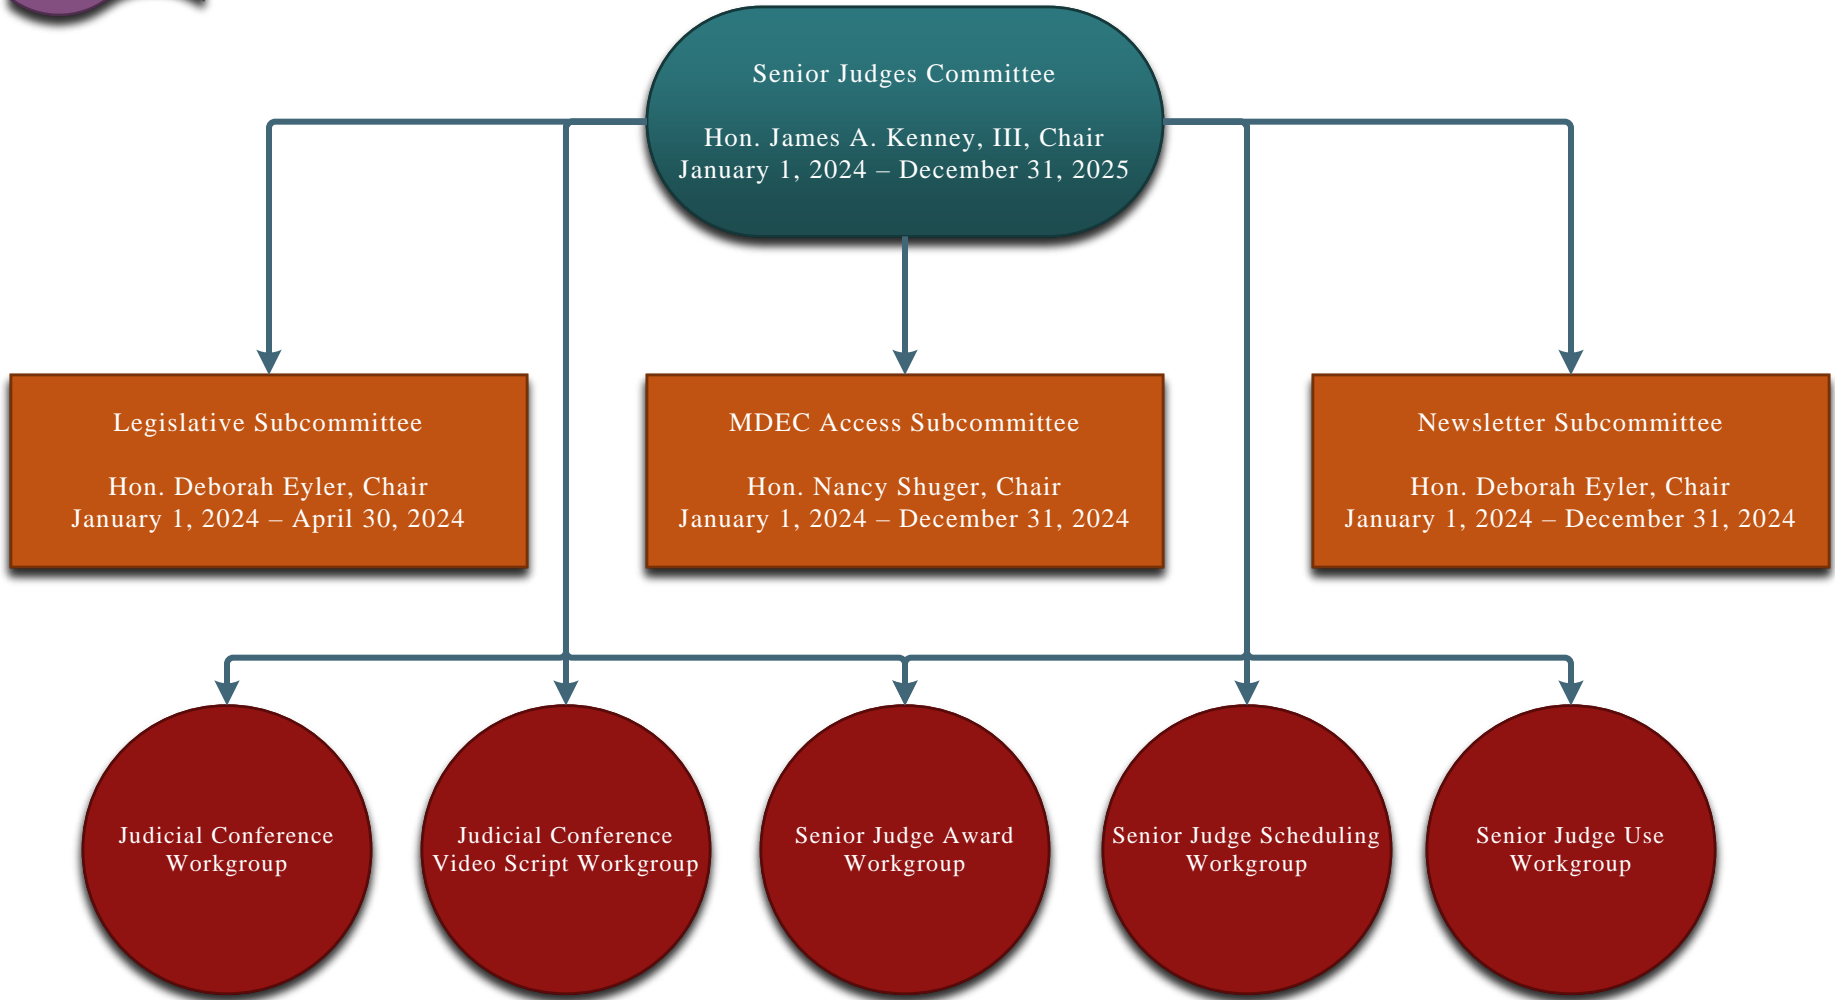 Senior Judges Committee
Hon. James A. Kenney, III, Chair
January 1, 2024 – December 31, 2025
Legislative Subcommittee
Hon. Deborah Eyler, Chair
January 1, 2024 – April 30, 2024
MDEC Access Subcommittee
Hon. Nancy Shuger, Chair
January 1, 2024 – December 31, 2024
Newsletter Subcommittee
Hon. Deborah Eyler, Chair
January 1, 2024 – December 31, 2024
Judicial Conference
Workgroup
Judicial Conference
Video Script Workgroup
Senior Judge Award
Workgroup
Senior Judge Scheduling
Workgroup
Senior Judge Use
Workgroup